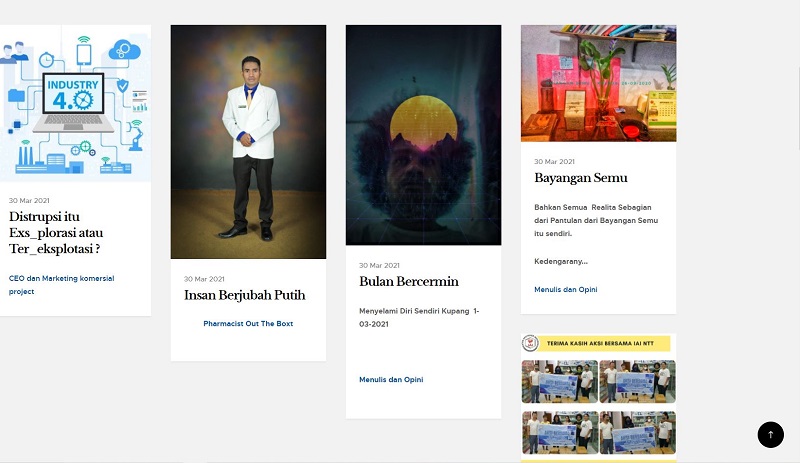 INDUSTRY
4.0
30 Mar 2021
Distrupsi itu
Exs_plorasi atau
Ter_eksplotasi ?
CEO dan Marketing komersial
project
30 Mar 2021
Insan Berjubah Putih
Pharmacist Out The Boxt
30 Mar 2021
Bulan Bercermin
Menyelami Diri Sendiri Kupang 1-
03-2021
Menulis dan Opini
30 Mar 2021
Bayangan Semu
Bahkan Semua Realita Sebagian
dari Pantulan dari Bayangan Semu
itu sendiri.
Kedengarany...
Menulis dan Opini
TERIMA KASIH AKSI BERSAMA IAI NTT